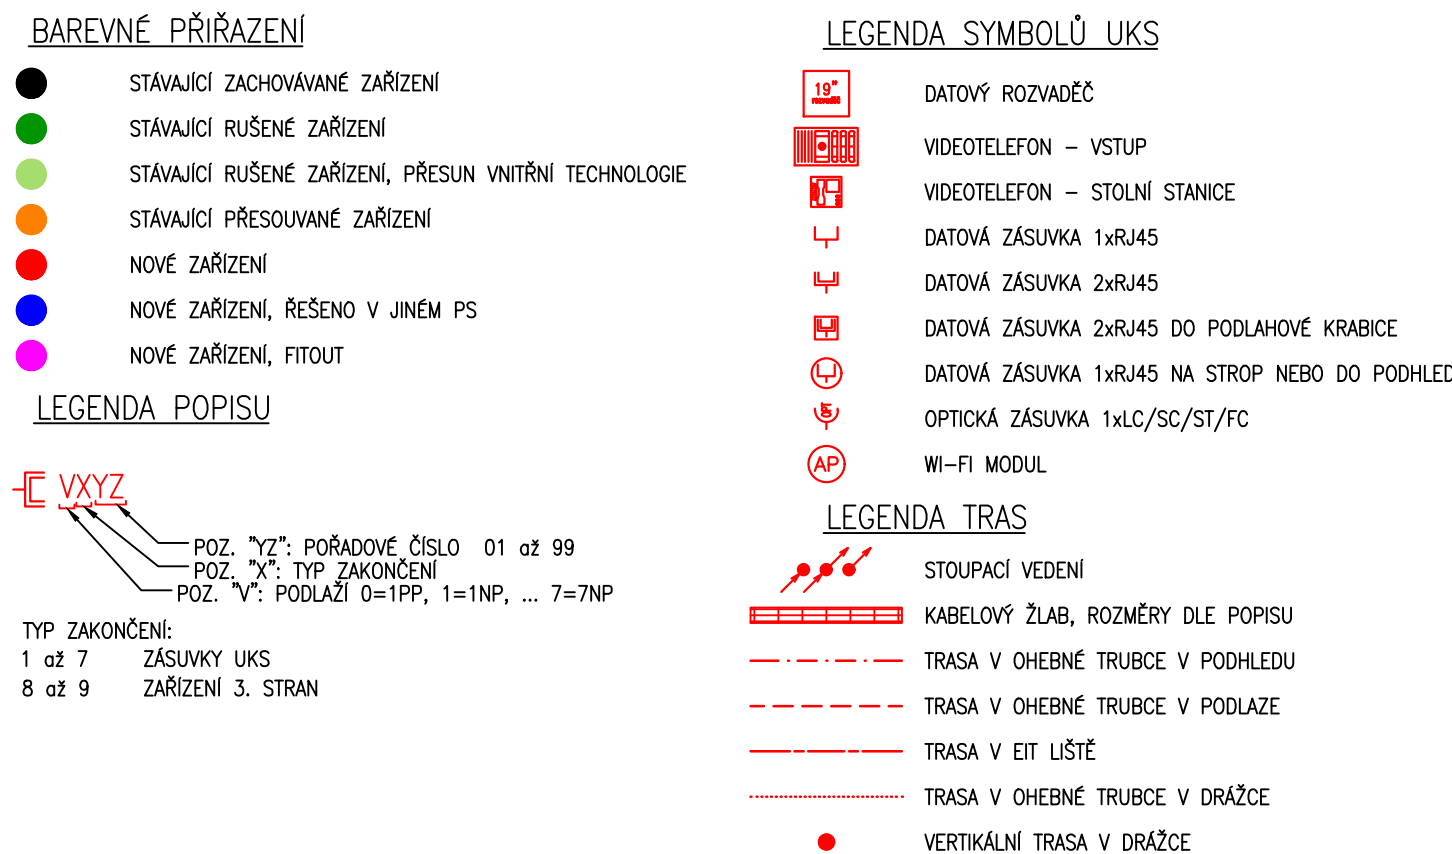 BAREVNÉ PŘIŘAZENÍ
STÁVAJÍCÍ ZACHOVÁVANÉ ZAŘÍZENÍ
STÁVAJÍCÍ RUŠENÉ ZAŘÍZENÍ
STÁVAJÍCÍ RUŠENÉ ZAŘÍZENÍ, PŘESUN VNITŘNÍ TECHNOLOGIE
STÁVAJÍCÍ PŘESOUVANÉ ZAŘÍZENÍ
NOVÉ ZAŘÍZENÍ
NOVÉ ZAŘÍZENÍ, ŘEŠENO V JINÉM PS
NOVÉ ZAŘÍZENÍ, FITOUT
LEGENDA POPISU
VXYZ
POZ. "YZ": POŘADOVÉ ČÍSLO 01 až 99
POZ. "X": TYP ZAKONČENÍ
POZ. "V": PODLAŽÍ 0=1PP, 1=1NP, ... 7=7NP
TYP ZAKONČENÍ:
1 až 7 ZÁSUVKY UKS
8 až 9 ZAŘÍZENÍ 3. STRAN
LEGENDA SYMBOLŮ UKS
19"
rozvaděč
DATOVÝ ROZVADĚČ
VIDEOTELEFON – VSTUP
VIDEOTELEFON – STOLNÍ STANICE
DATOVÁ ZÁSUVKA 1xRJ45
DATOVÁ ZÁSUVKA 2xRJ45
DATOVÁ ZÁSUVKA 2xRJ45 DO PODLAHOVÉ KRABICE
DATOVÁ ZÁSUVKA 1xRJ45 NA STROP NEBO DO PODHLED
OPTICKÁ ZÁSUVKA 1xLC/SC/ST/FC
AP
WI–FI MODUL
LEGENDA TRAS
STOUPACÍ VEDENÍ
KABELOVÝ ŽLAB, ROZMĚRY DLE POPISU
TRASA V OHEBNÉ TRUBCE V PODHLEDU
TRASA V OHEBNÉ TRUBCE V PODLAZE
TRASA V EIT LIŠTĚ
TRASA V OHEBNÉ TRUBCE V DRÁŽCE
VERTIKÁLNÍ TRASA V DRÁŽCE